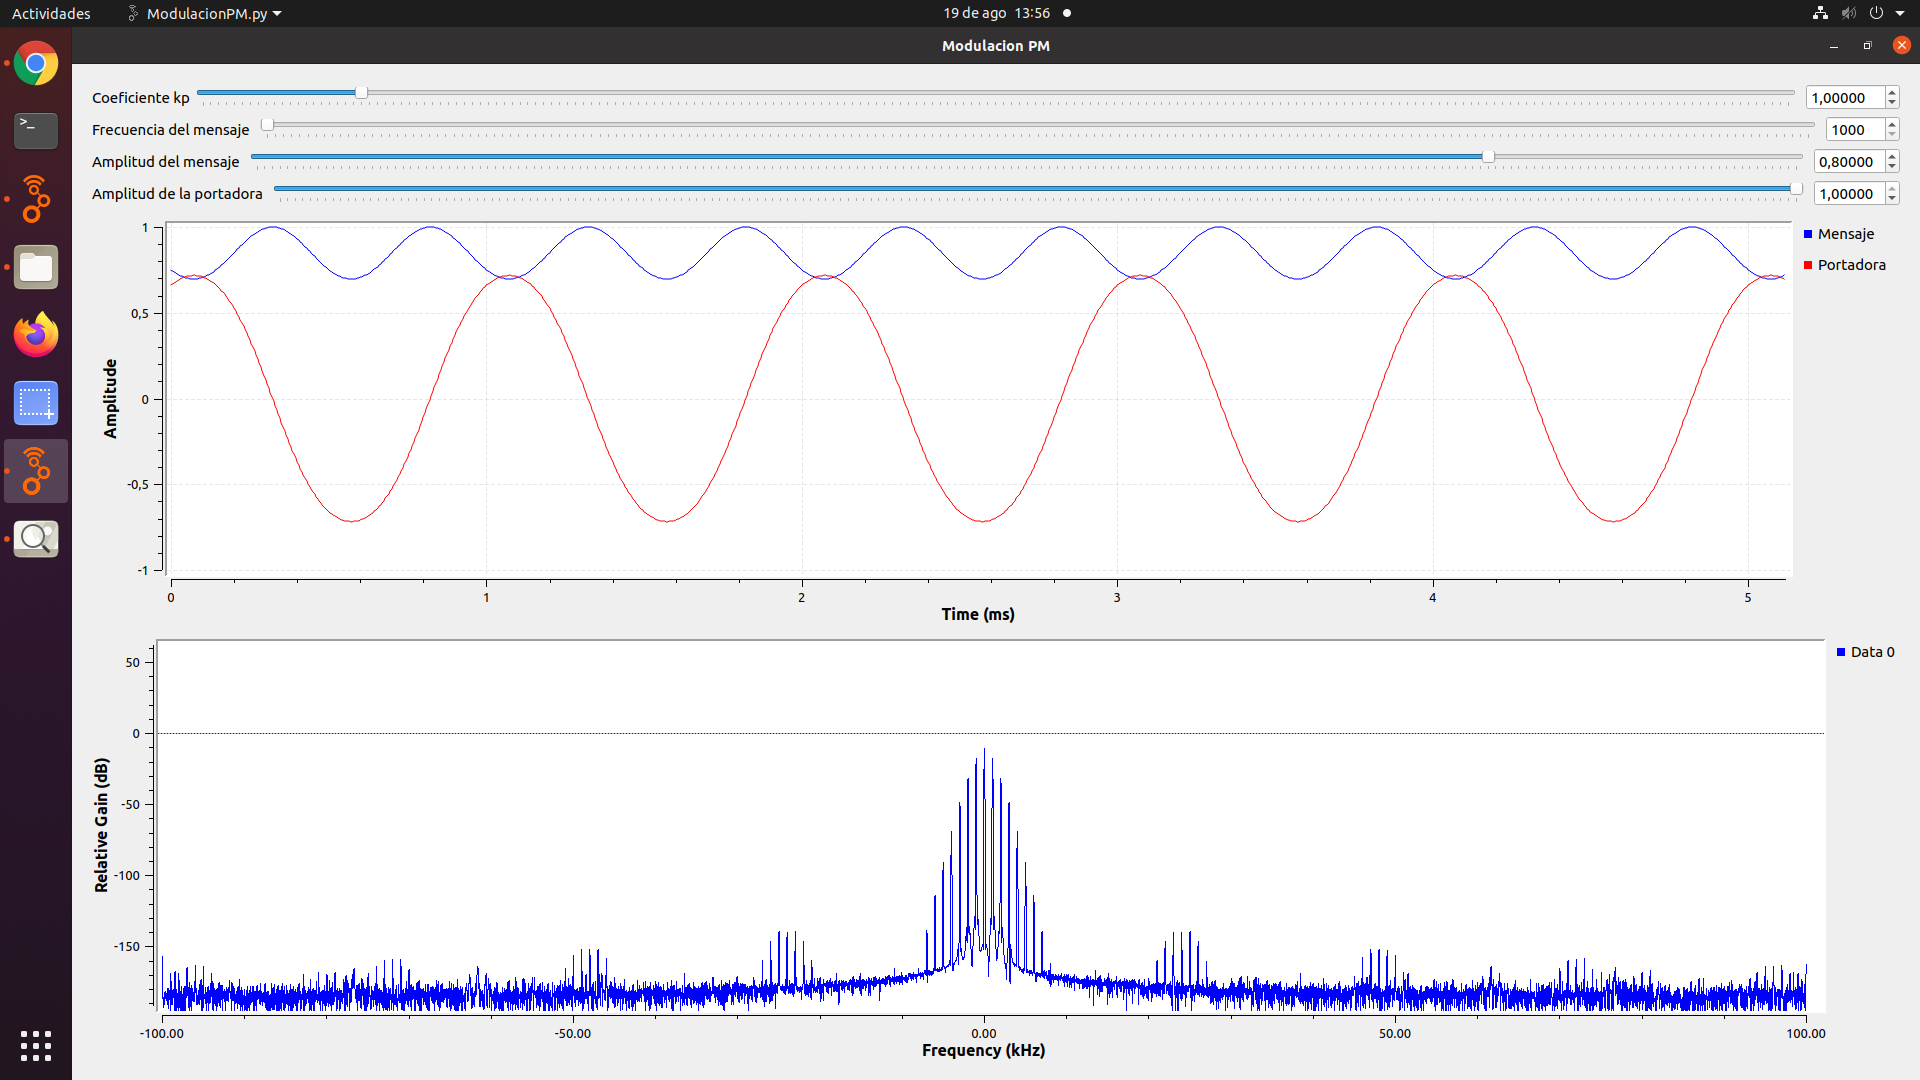 Actividades
ModulacionPM.py
19 de ago 13:56
Modulacion PM
Coeficiente kp
1,00000
Frecuencia del mensaje
1000
Amplitud del mensaje
0,80000
Amplitud de la portadora
1,00000
1
0,5
0
-0,5
-1
Amplitude
0
1
2
3
4
5
Time (ms)
Mensaje
Portadora
50
0
-50
-100
-150
Relative Gain (dB)
-100.00
-50.00
0.00
50.00
100.00
Frequency (kHz)
Data 0
>_